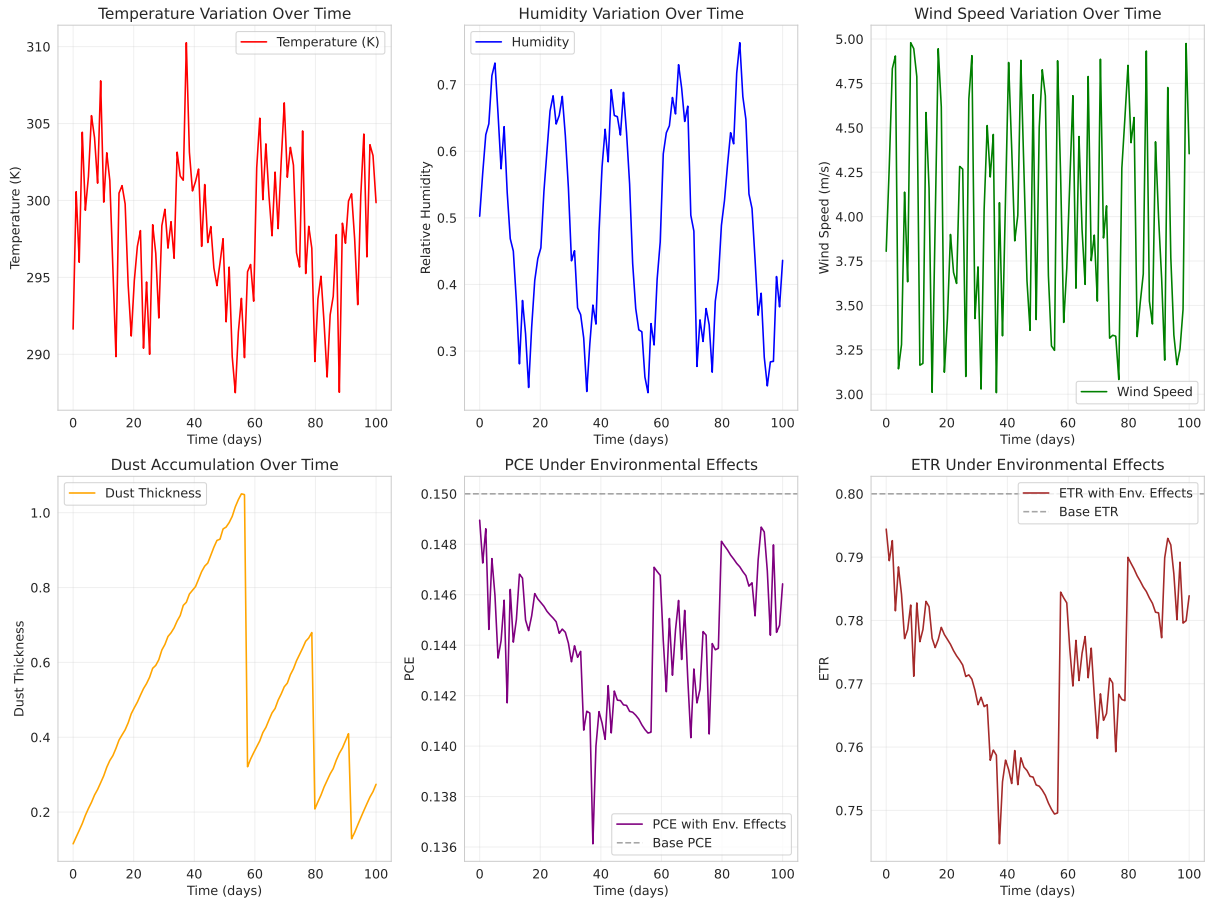 Temperature Variation Over Time
Temperature (K)
310
305
300
295
290
Temperature (K)
0 20 40 60 80 100
Time (days)
Humidity Variation Over Time
Humidity
0.7
0.6
0.5
0.4
0.3
Relative Humidity
0 20 40 60 80 100
Time (days)
Wind Speed Variation Over Time
5.00
4.75
4.50
4.25
4.00
3.75
3.50
3.25
3.00
Wind Speed (m/s)
Wind Speed
0 20 40 60 80 100
Time (days)
Dust Accumulation Over Time
Dust Thickness
1.0
0.8
0.6
0.4
0.2
Dust Thickness
0 20 40 60 80 100
Time (days)
PCE Under Environmental Effects
0.150
0.148
0.146
0.144
0.142
0.140
0.138
0.136
PCE
PCE with Env. Effects
Base PCE
0 20 40 60 80 100
Time (days)
ETR Under Environmental Effects
ETR with Env. Effects
Base ETR
0.80
0.79
0.78
0.77
0.76
0.75
ETR
0 20 40 60 80 100
Time (days)